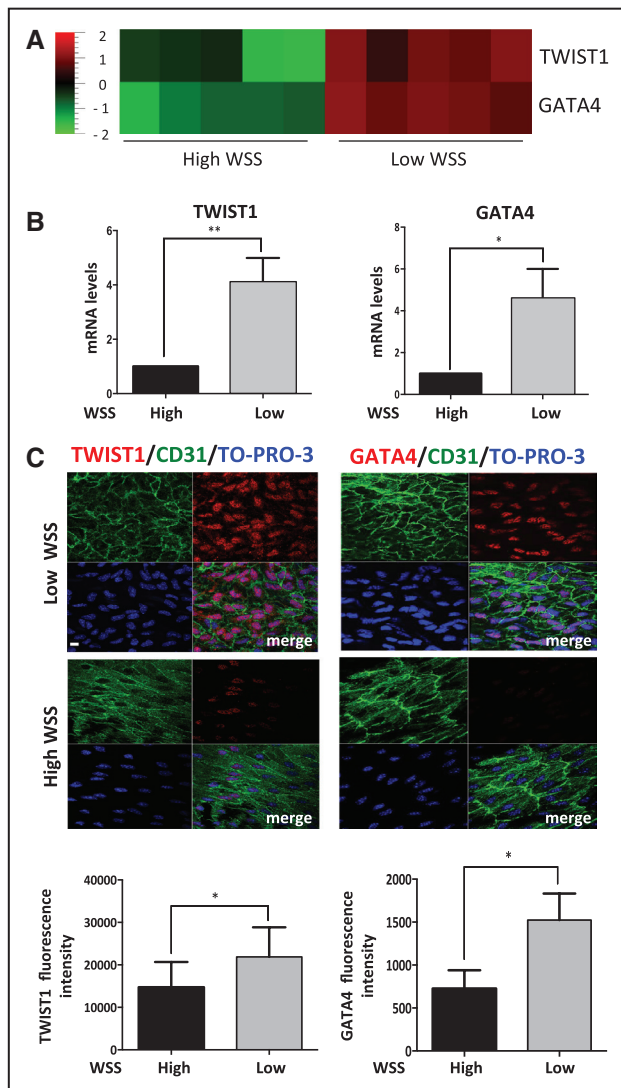 A
2
1
0
- 1
- 2
TWIST1
GATA4
High WSS
Low WSS
B
TWIST1
**
mRNA levels
6
4
2
0
WSS
High
Low
GATA4
*
mRNA levels
8
6
4
2
0
WSS
High
Low
C
TWIST1/CD31/TO-PRO-3
GATA4/CD31/TO-PRO-3
Low WSS
merge
merge
High WSS
merge
merge
TWIST1 fluorescence
intensity
40000
30000
20000
10000
0
*
WSS
High
Low
GATA4 fluorescence
intensity
2000
1500
1000
500
0
*
WSS
High
Low